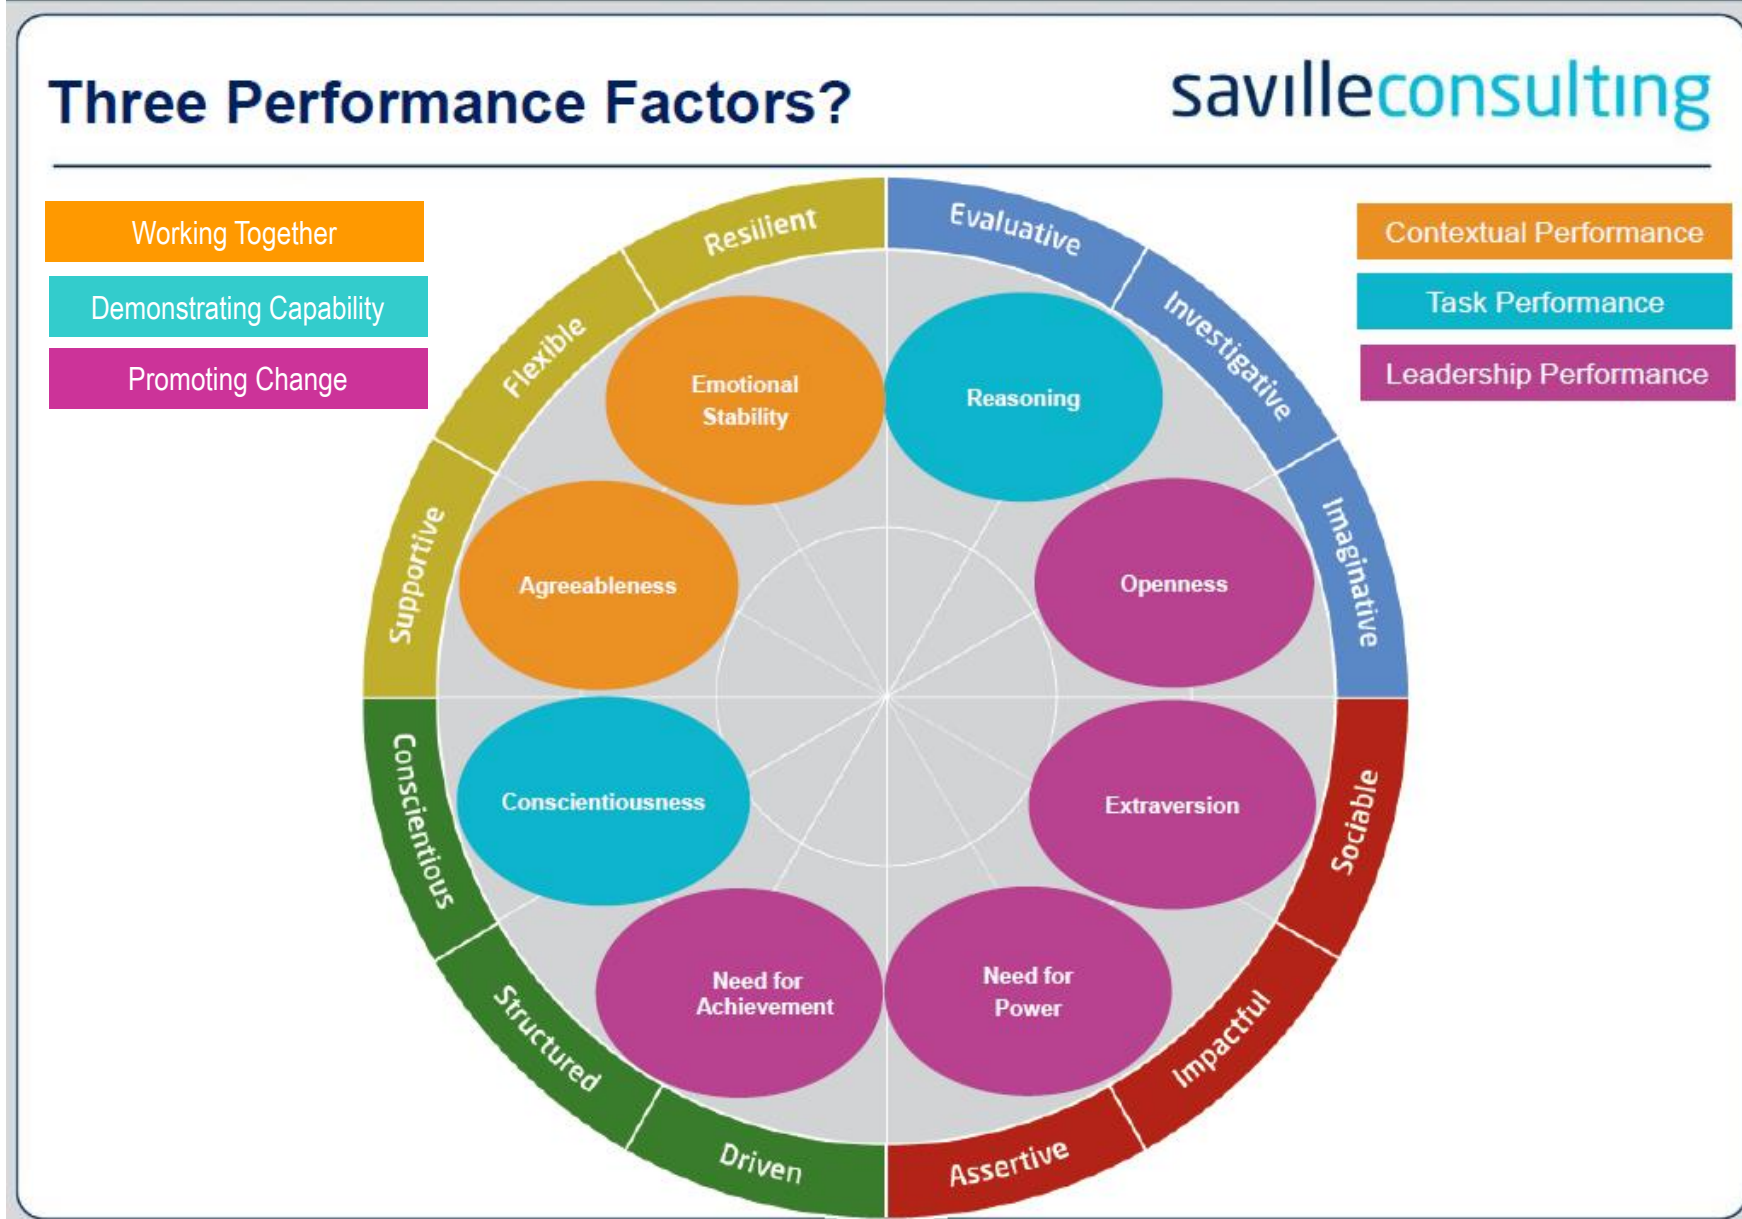 Three Performance Factors?
savılleconsultıng
Working Together
Demonstrating Capability
Promoting Change
Contextual Performance
Task Performance
Leadership Performance
Resilient
Evaluative
Flexible
Investigative
Supportive
Imaginative
Conscientious
Sociable
Structured
Impactful
Driven
Assertive
Emotional
Stability
Reasoning
Agreeableness
Openness
Conscientiousness
Extraversion
Need for
Achievement
Need for
Power